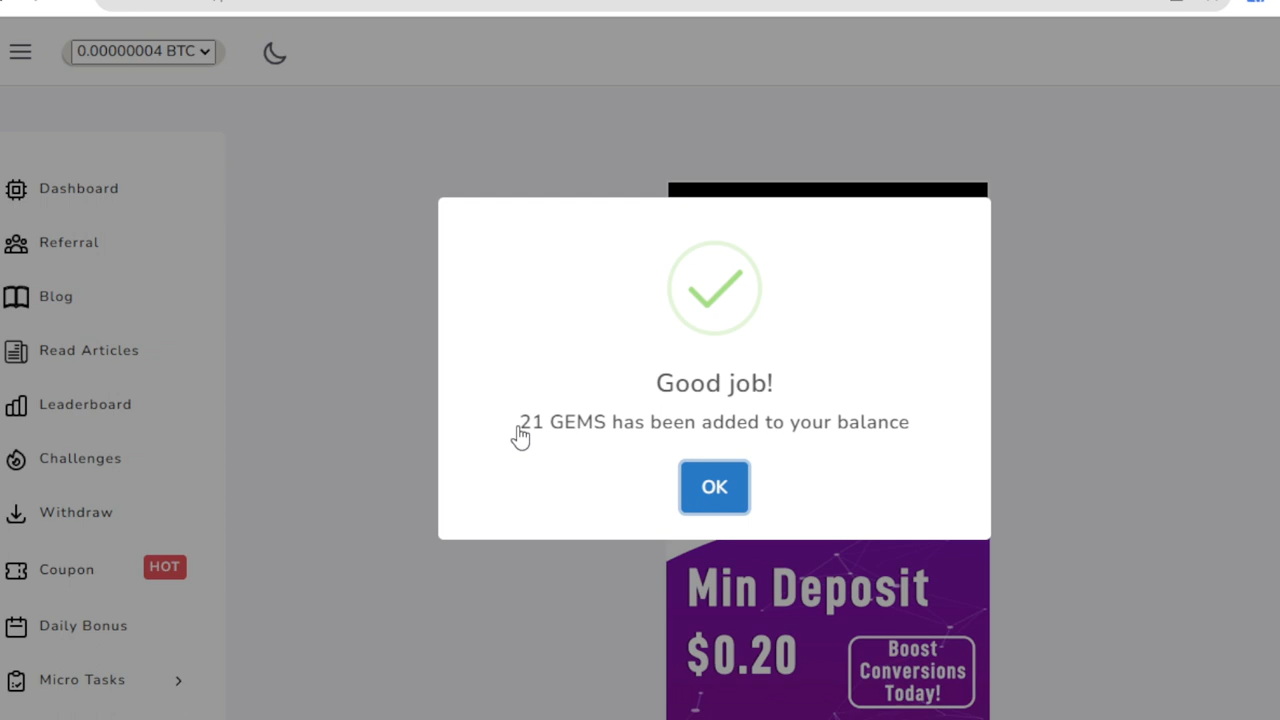 0.00000004 BTC
Dashboard
Referral
Blog
Read Articles
Leaderboard
Challenges
Withdraw
Coupon
HOT
Daily Bonus
Micro Tasks
Good job!
21 GEMS has been added to your balance
OK
Min Deposit
$0.20
Boost
Conversions
Today!